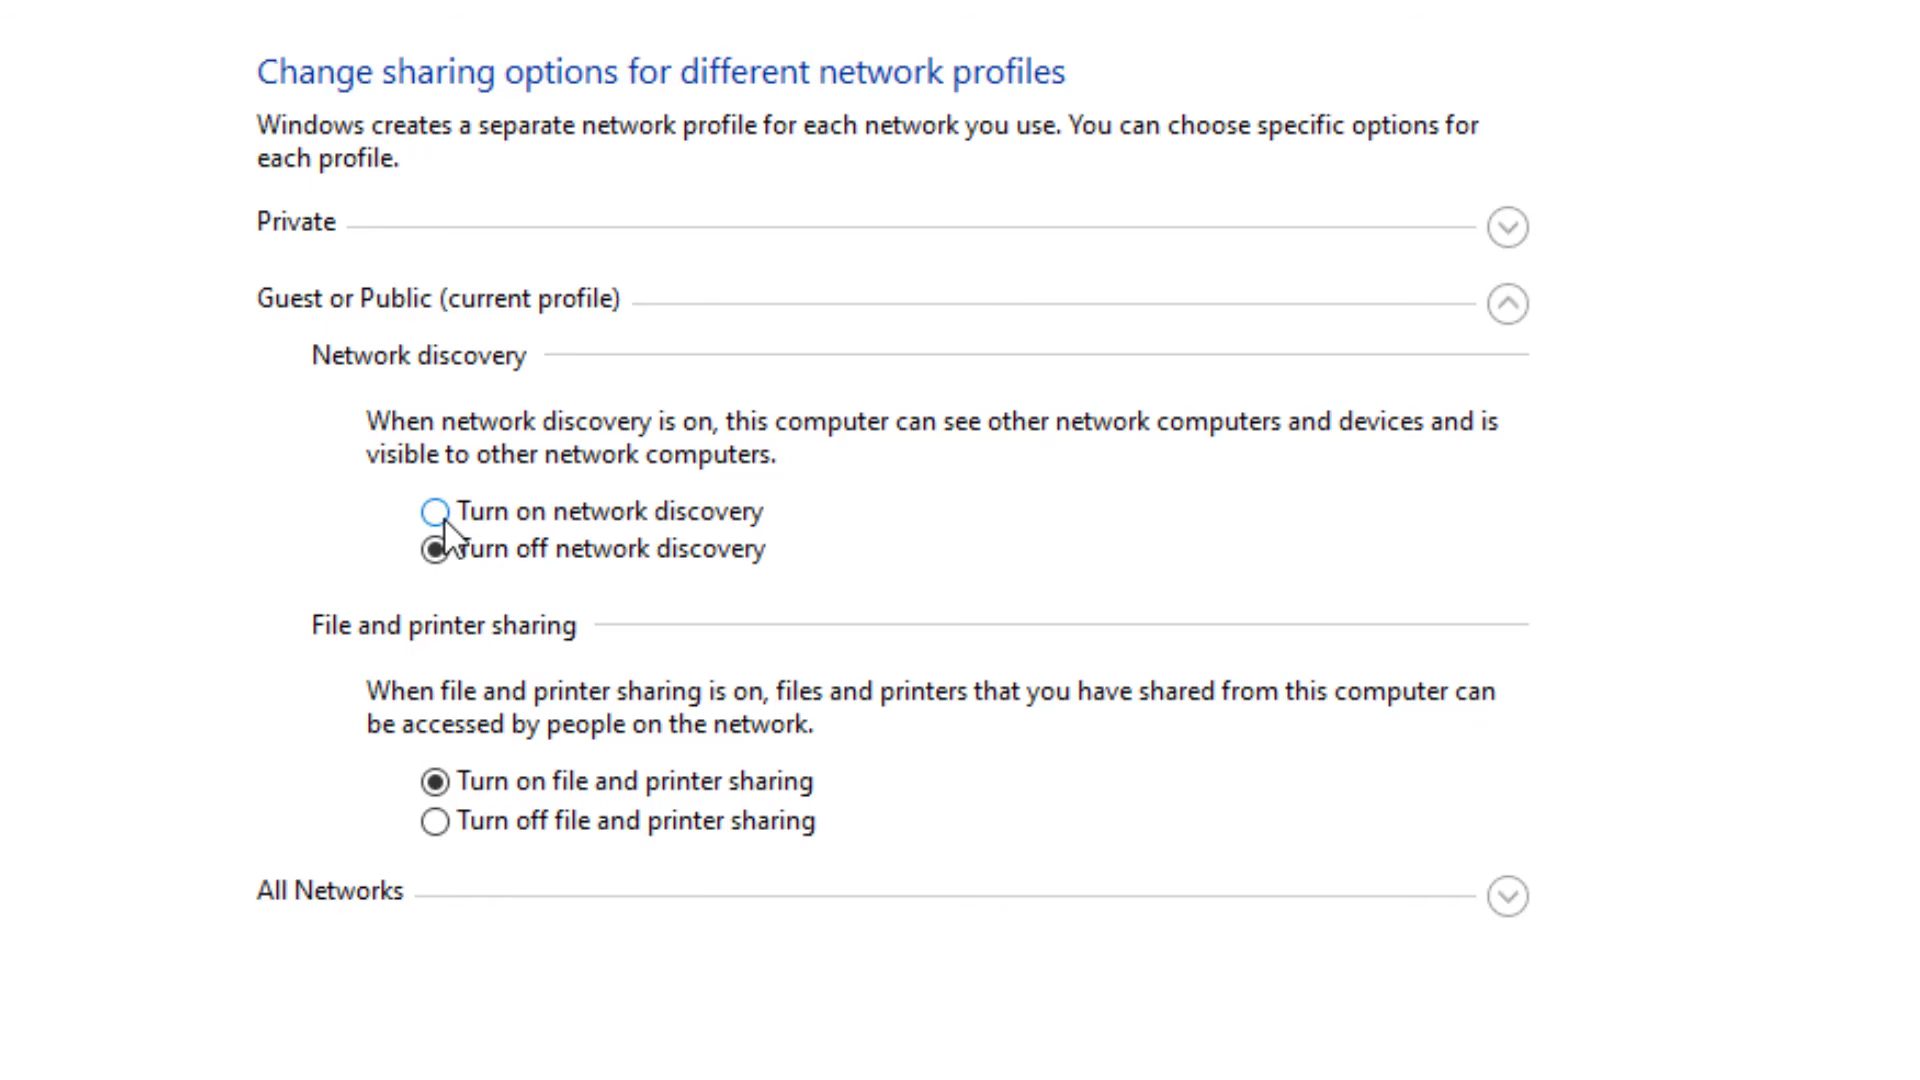 Change sharing options for different network profiles
Windows creates a separate network profile for each network you use. You can choose specific options for
each profile.
Private
Guest or Public (current profile)
Network discovery
When network discovery is on, this computer can see other network computers and devices and is
visible to other network computers.
Turn on network discovery
Turn off network discovery
File and printer sharing
When file and printer sharing is on, files and printers that you have shared from this computer can
be accessed by people on the network.
Turn on file and printer sharing
Turn off file and printer sharing
All Networks